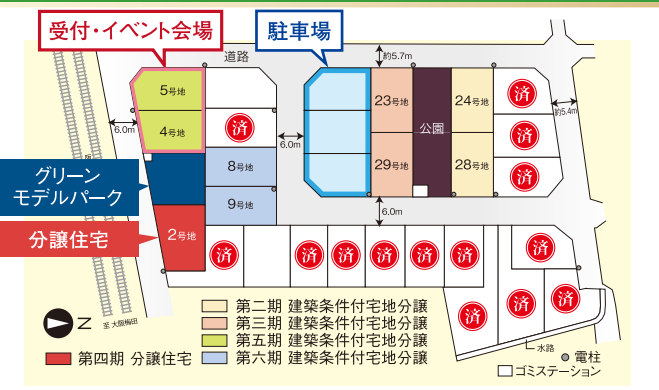 受付・イベント会場
駐車場
道路
約5.7m
5号地
4号地
済
23号地
24号地
済
済
済
公園
約5.4m
6.0m
6.0m
8号地
9号地
29号地
28号地
グリーン
モデルパーク
分譲住宅
2号地
6.0m
済
済
済
済
済
済
済
済
済
済
済
至 大阪梅田
N
第二期 建築条件付宅地分譲
第三期 建築条件付宅地分譲
第五期 建築条件付宅地分譲
第四期 分譲住宅
第六期 建築条件付宅地分譲
水路
電柱
ゴミステーション